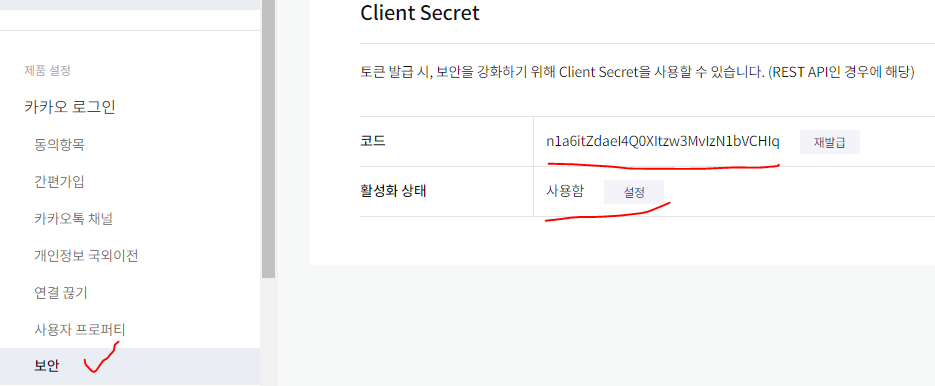 제품 설정
카카오 로그인
동의항목
간편가입
카카오톡 채널
개인정보 국외이전
연결 끊기
사용자 프로퍼티
보안
Client Secret
토큰 발급 시, 보안을 강화하기 위해 Client Secret을 사용할 수 있습니다. (REST API인 경우에 해당)
코드 n1a6itZdaeI4Q0XItzw3MvIzN1bVCHIq 재발급
활성화 상태 사용함 설정